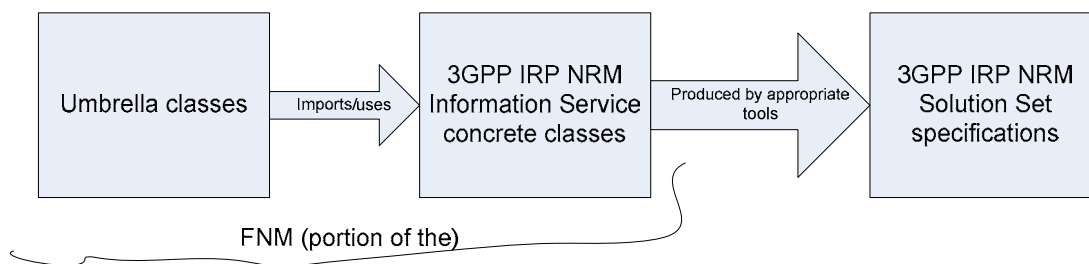 Umbrella classes
Imports/uses
3GPP IRP NRM
Information Service
concrete classes
Produced by appropriate
tools
3GPP IRP NRM
Solution Set
specifications
FNM (portion of the)